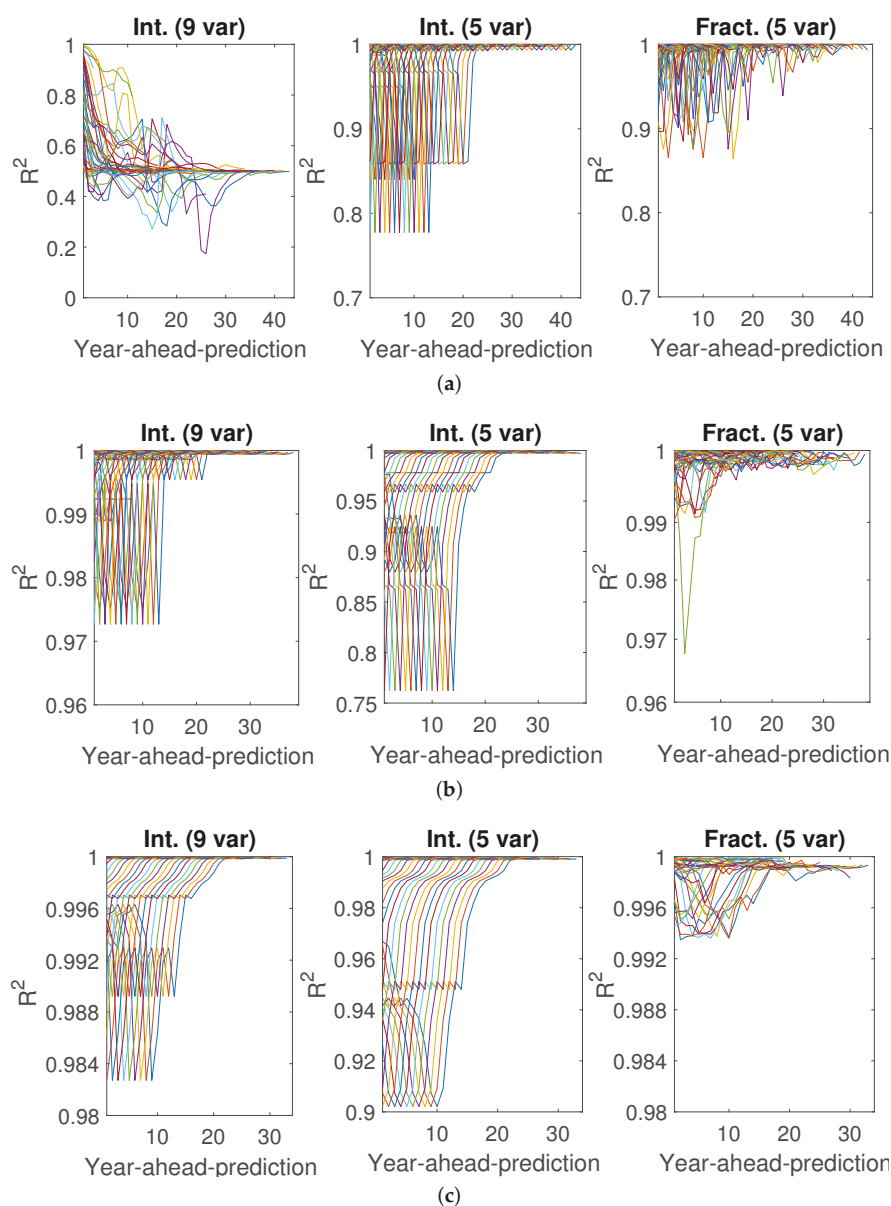 Int. (9 var) Int. (5 var) Fract. (5 var)
1 1 1
0.8
0.6
0.4
0.2
0
0.9
0.8
0.7
0.9
0.8
0.7
R² R² R²
10 20 30 40 10 20 30 40 10 20 30 40
Year-ahead-prediction Year-ahead-prediction Year-ahead-prediction
(a)
Int. (9 var) Int. (5 var) Fract. (5 var)
1 1 1
0.99
0.98
0.97
0.96
0.95
0.9
0.85
0.8
0.75
0.99
0.98
0.97
0.96
R² R² R²
10 20 30 10 20 30 10 20 30
Year-ahead-prediction Year-ahead-prediction Year-ahead-prediction
(b)
Int. (9 var) Int. (5 var) Fract. (5 var)
1 1 1
0.996
0.992
0.988
0.984
0.98
0.98
0.96
0.94
0.92
0.9
0.996
0.992
0.988
0.984
0.98
R² R² R²
10 20 30 10 20 30 10 20 30
Year-ahead-prediction Year-ahead-prediction Year-ahead-prediction
(c)